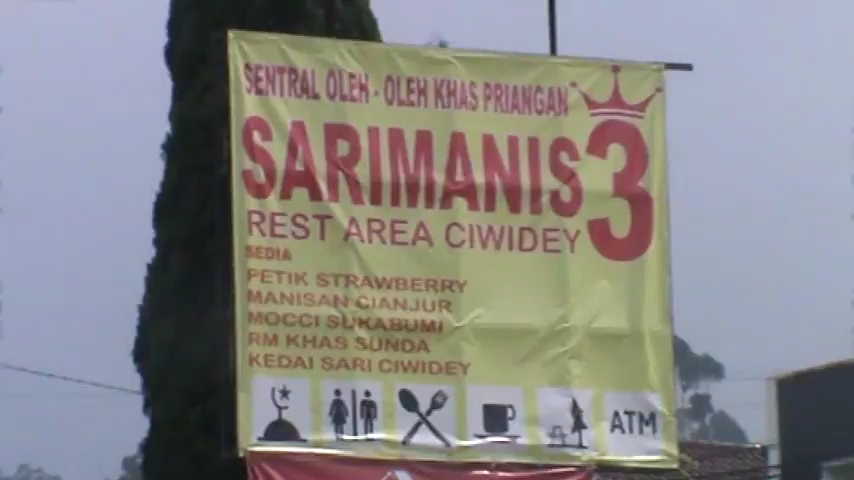 SENTRAL OLEH - OLEH KHAS PRIANGAN
SARIMANIS 3
REST AREA CIWIDEY
SEDIA
PETIK STRAWBERRY
MANISAN CIANJUR
MOCCI SUKABUMI
RM KHAS SUNDA
KEDAI SARI CIWIDEY
ATM